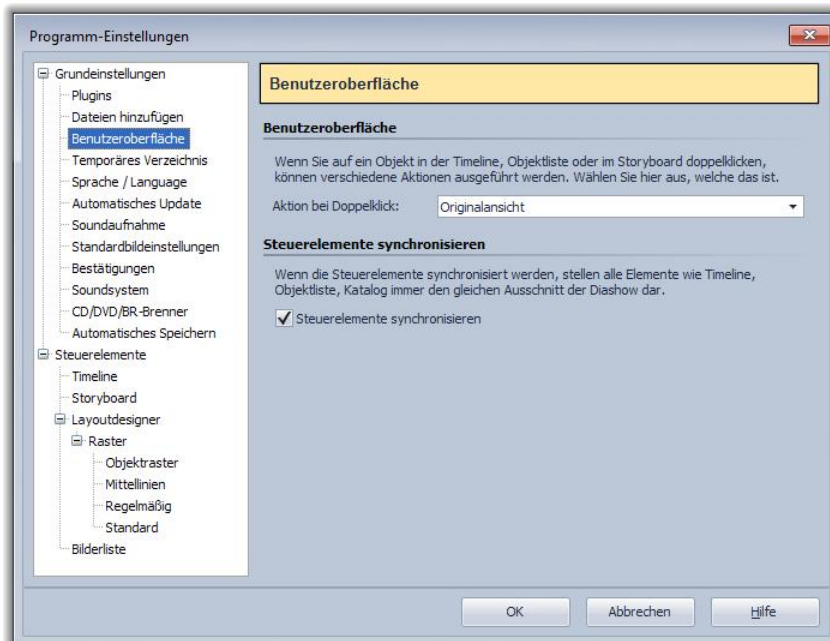 Programm-Einstellungen
Grundeinstellungen
Plugins
Dateien hinzufügen
Benutzeroberfläche
Temporäres Verzeichnis
Sprache / Language
Automatisches Update
Soundaufnahme
Standardbildeinstellungen
Bestätigungen
Soundsystem
CD/DVD/BR-Brenner
Automatisches Speichern
Steuerelemente
Timeline
Storyboard
Layoutdesigner
Raster
Objektraster
Mittellinien
Regelmäßig
Standard
Bilderliste
Benutzeroberfläche
Benutzeroberfläche
Wenn Sie auf ein Objekt in der Timeline, Objektliste oder im Storyboard doppelklicken,
können verschiedene Aktionen ausgeführt werden. Wählen Sie hier aus, welche das ist.
Aktion bei Doppelklick: Originalansicht
Steuerelemente synchronisieren
Wenn die Steuerelemente synchronisiert werden, stellen alle Elemente wie Timeline,
Objektliste, Katalog immer den gleichen Ausschnitt der Diashow dar.
Steuerelemente synchronisieren
OK Abbrechen Hilfe